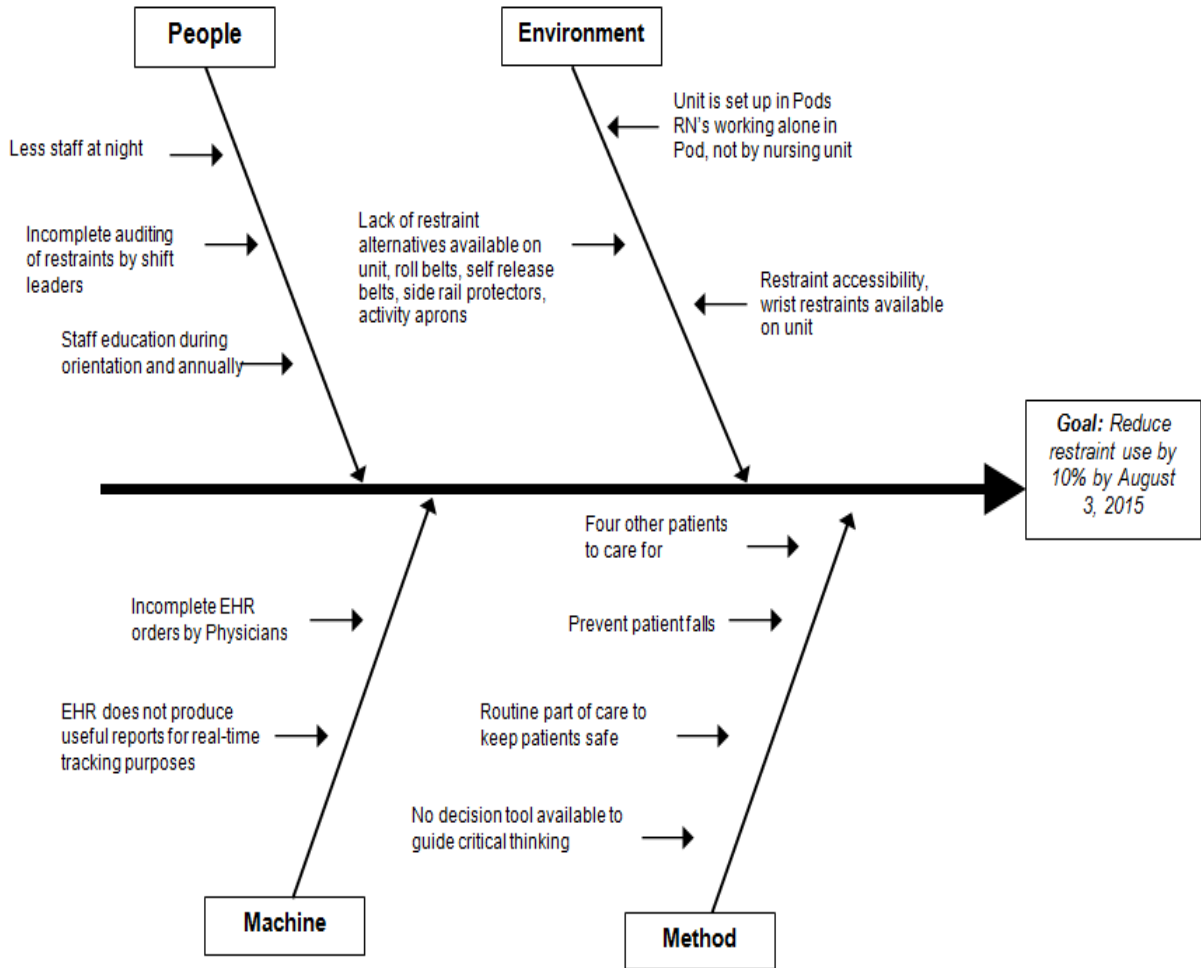 People
Environment
Unit is set up in Pods
RN's working alone in
Pod, not by nursing unit
Less staff at night
Incomplete auditing
of restraints by shift
leaders
Lack of restraint
alternatives available on
unit, roll belts, self release
belts, side rail protectors,
activity aprons
Restraint accessibility,
wrist restraints available
on unit
Staff education during
orientation and annually
Goal: Reduce
restraint use by
10% by August
3, 2015
Four other patients
to care for
Incomplete EHR
orders by Physicians
Prevent patient falls
EHR does not produce
useful reports for real-time
tracking purposes
Routine part of care to
keep patients safe
No decision tool available to
guide critical thinking
Machine
Method